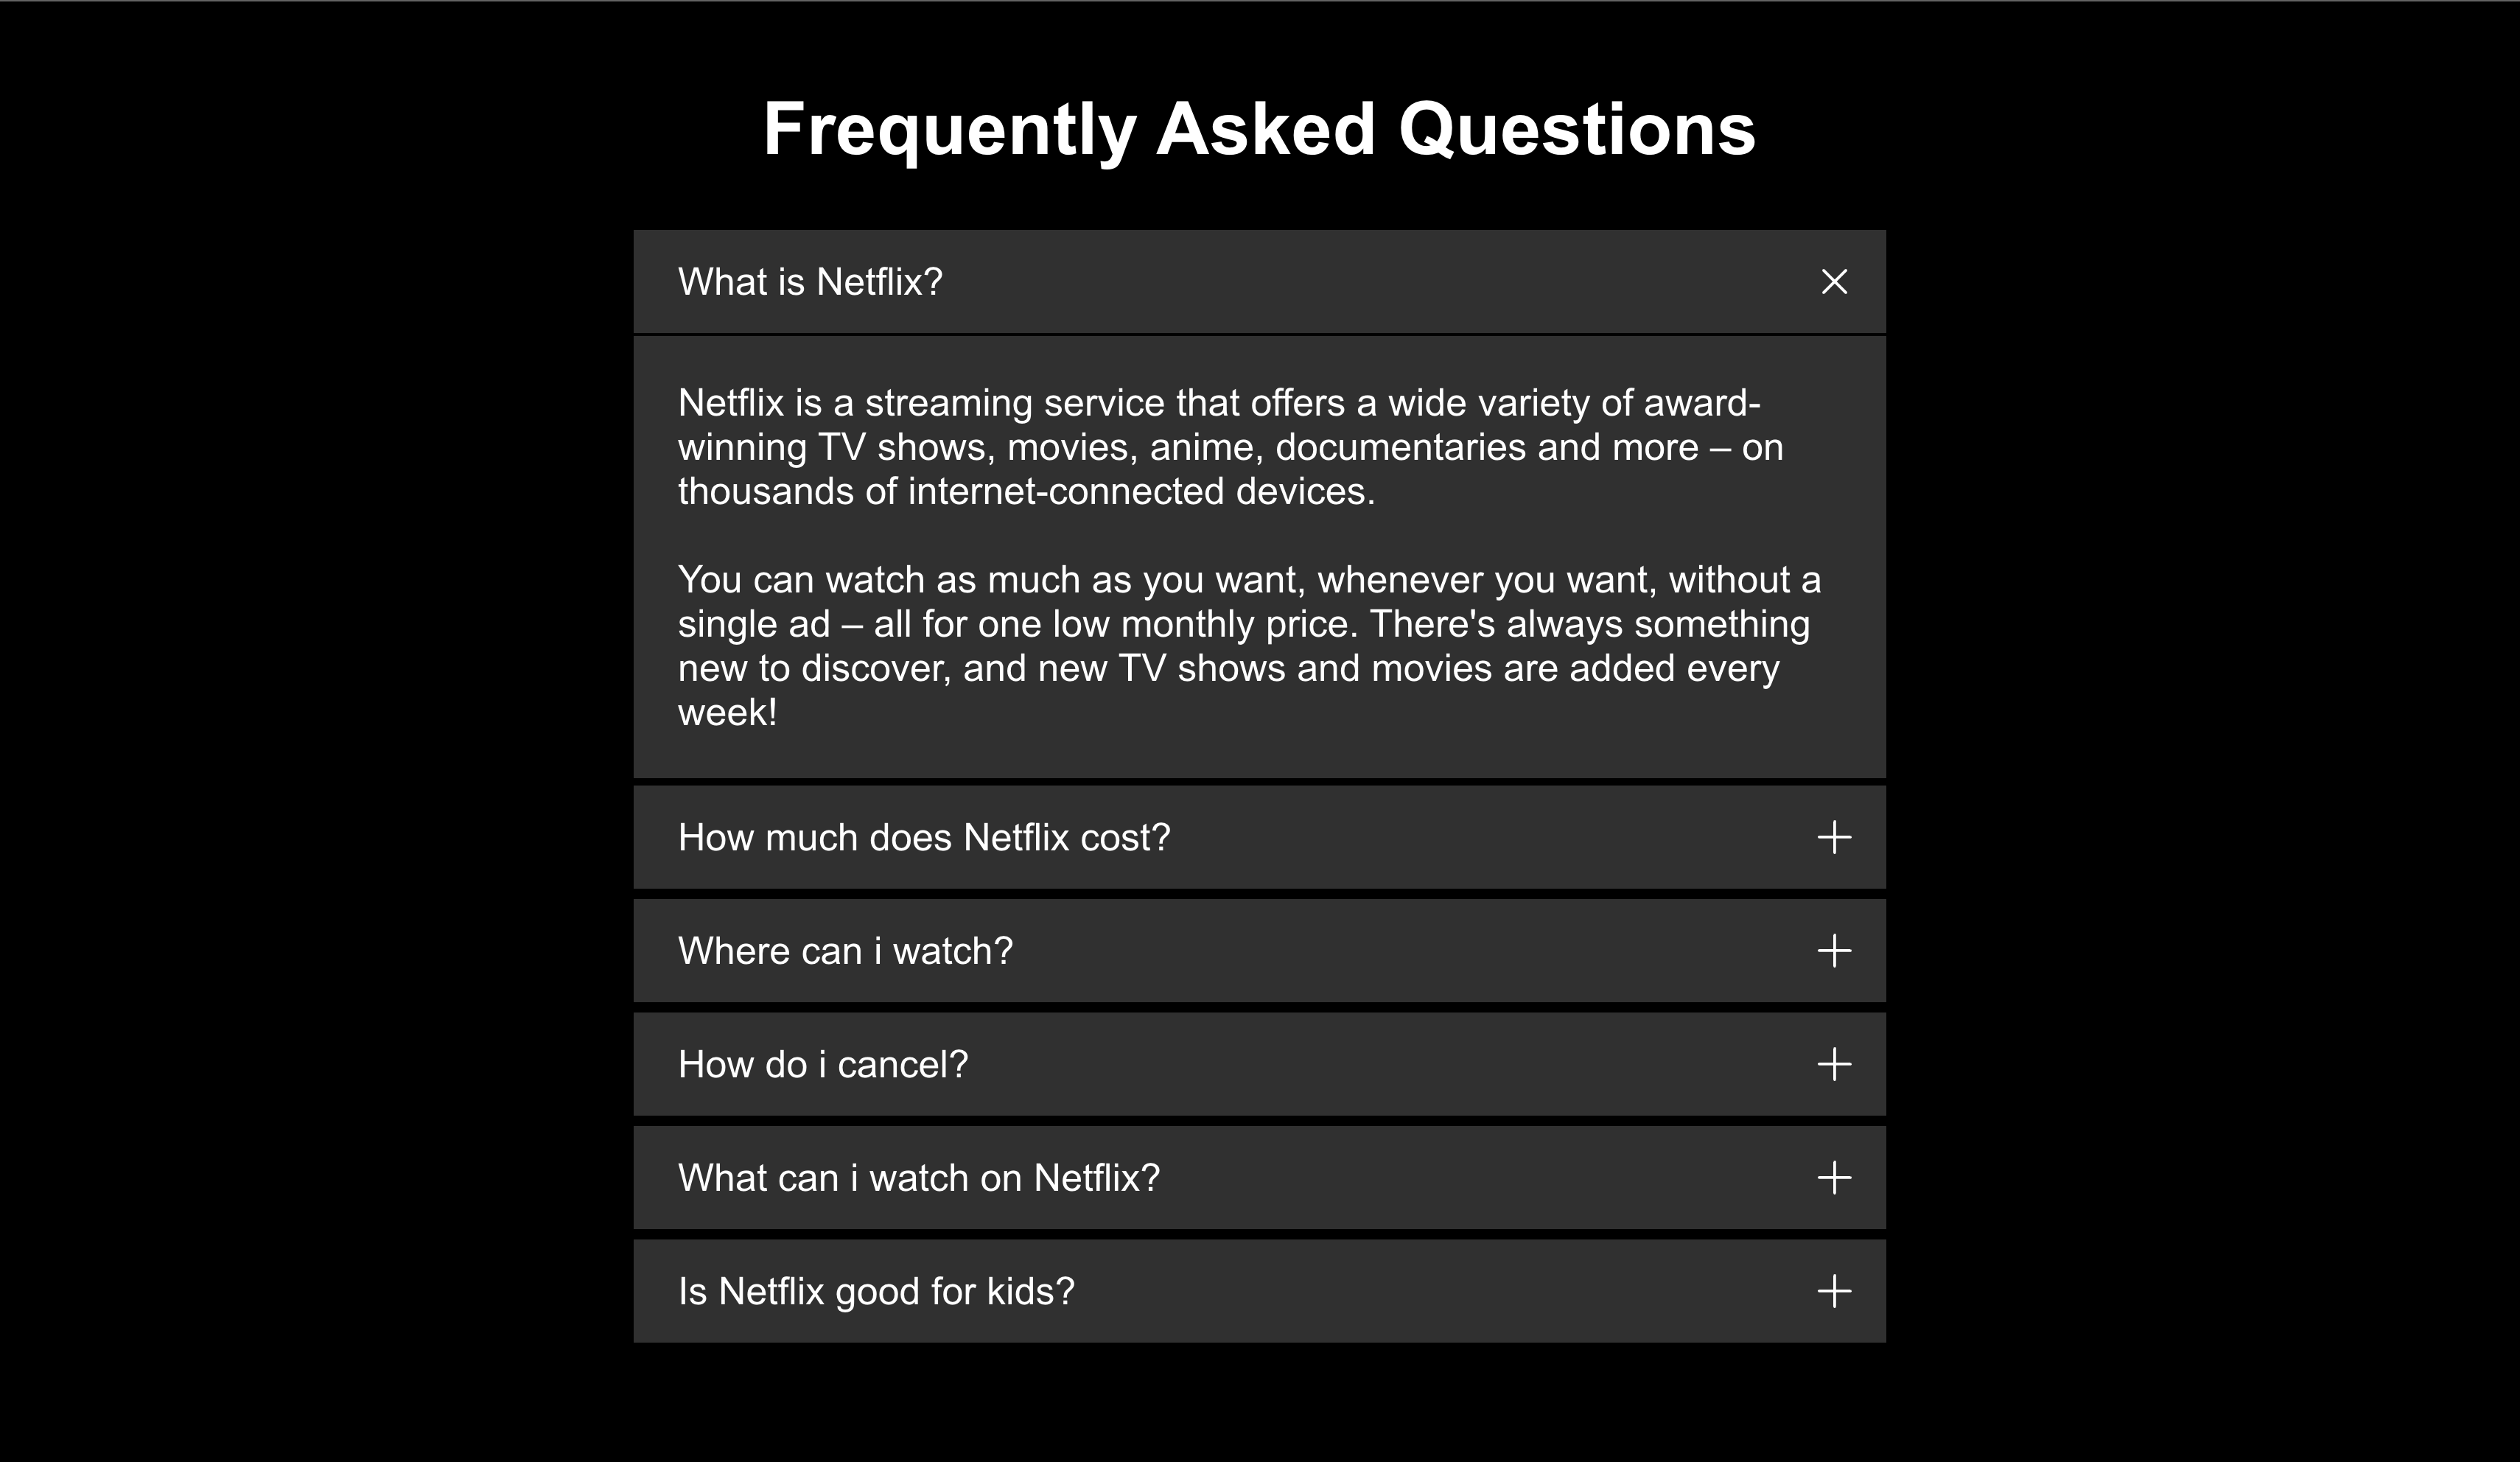 Frequently Asked Questions
What is Netflix?
Netflix is a streaming service that offers a wide variety of award-
winning TV shows, movies, anime, documentaries and more – on
thousands of internet-connected devices.
You can watch as much as you want, whenever you want, without a
single ad – all for one low monthly price. There's always something
new to discover, and new TV shows and movies are added every
week!
How much does Netflix cost?
Where can i watch?
How do i cancel?
What can i watch on Netflix?
Is Netflix good for kids?